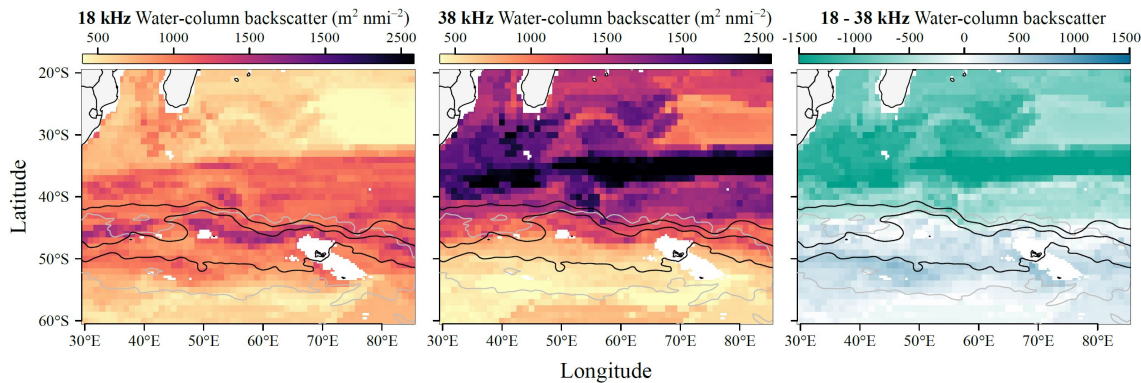 18 kHz Water-column backscatter (m² nmi⁻²)
500 1000 1500 2500
38 kHz Water-column backscatter (m² nmi⁻²)
500 1000 1500 2500
18 - 38 kHz Water-column backscatter
-1500 -1000 -500 0 500 1000 1500
Latitude
20°S
30°S
40°S
50°S
60°S
30°E 40°E 50°E 60°E 70°E 80°E
30°E 40°E 50°E 60°E 70°E 80°E
30°E 40°E 50°E 60°E 70°E 80°E
Longitude